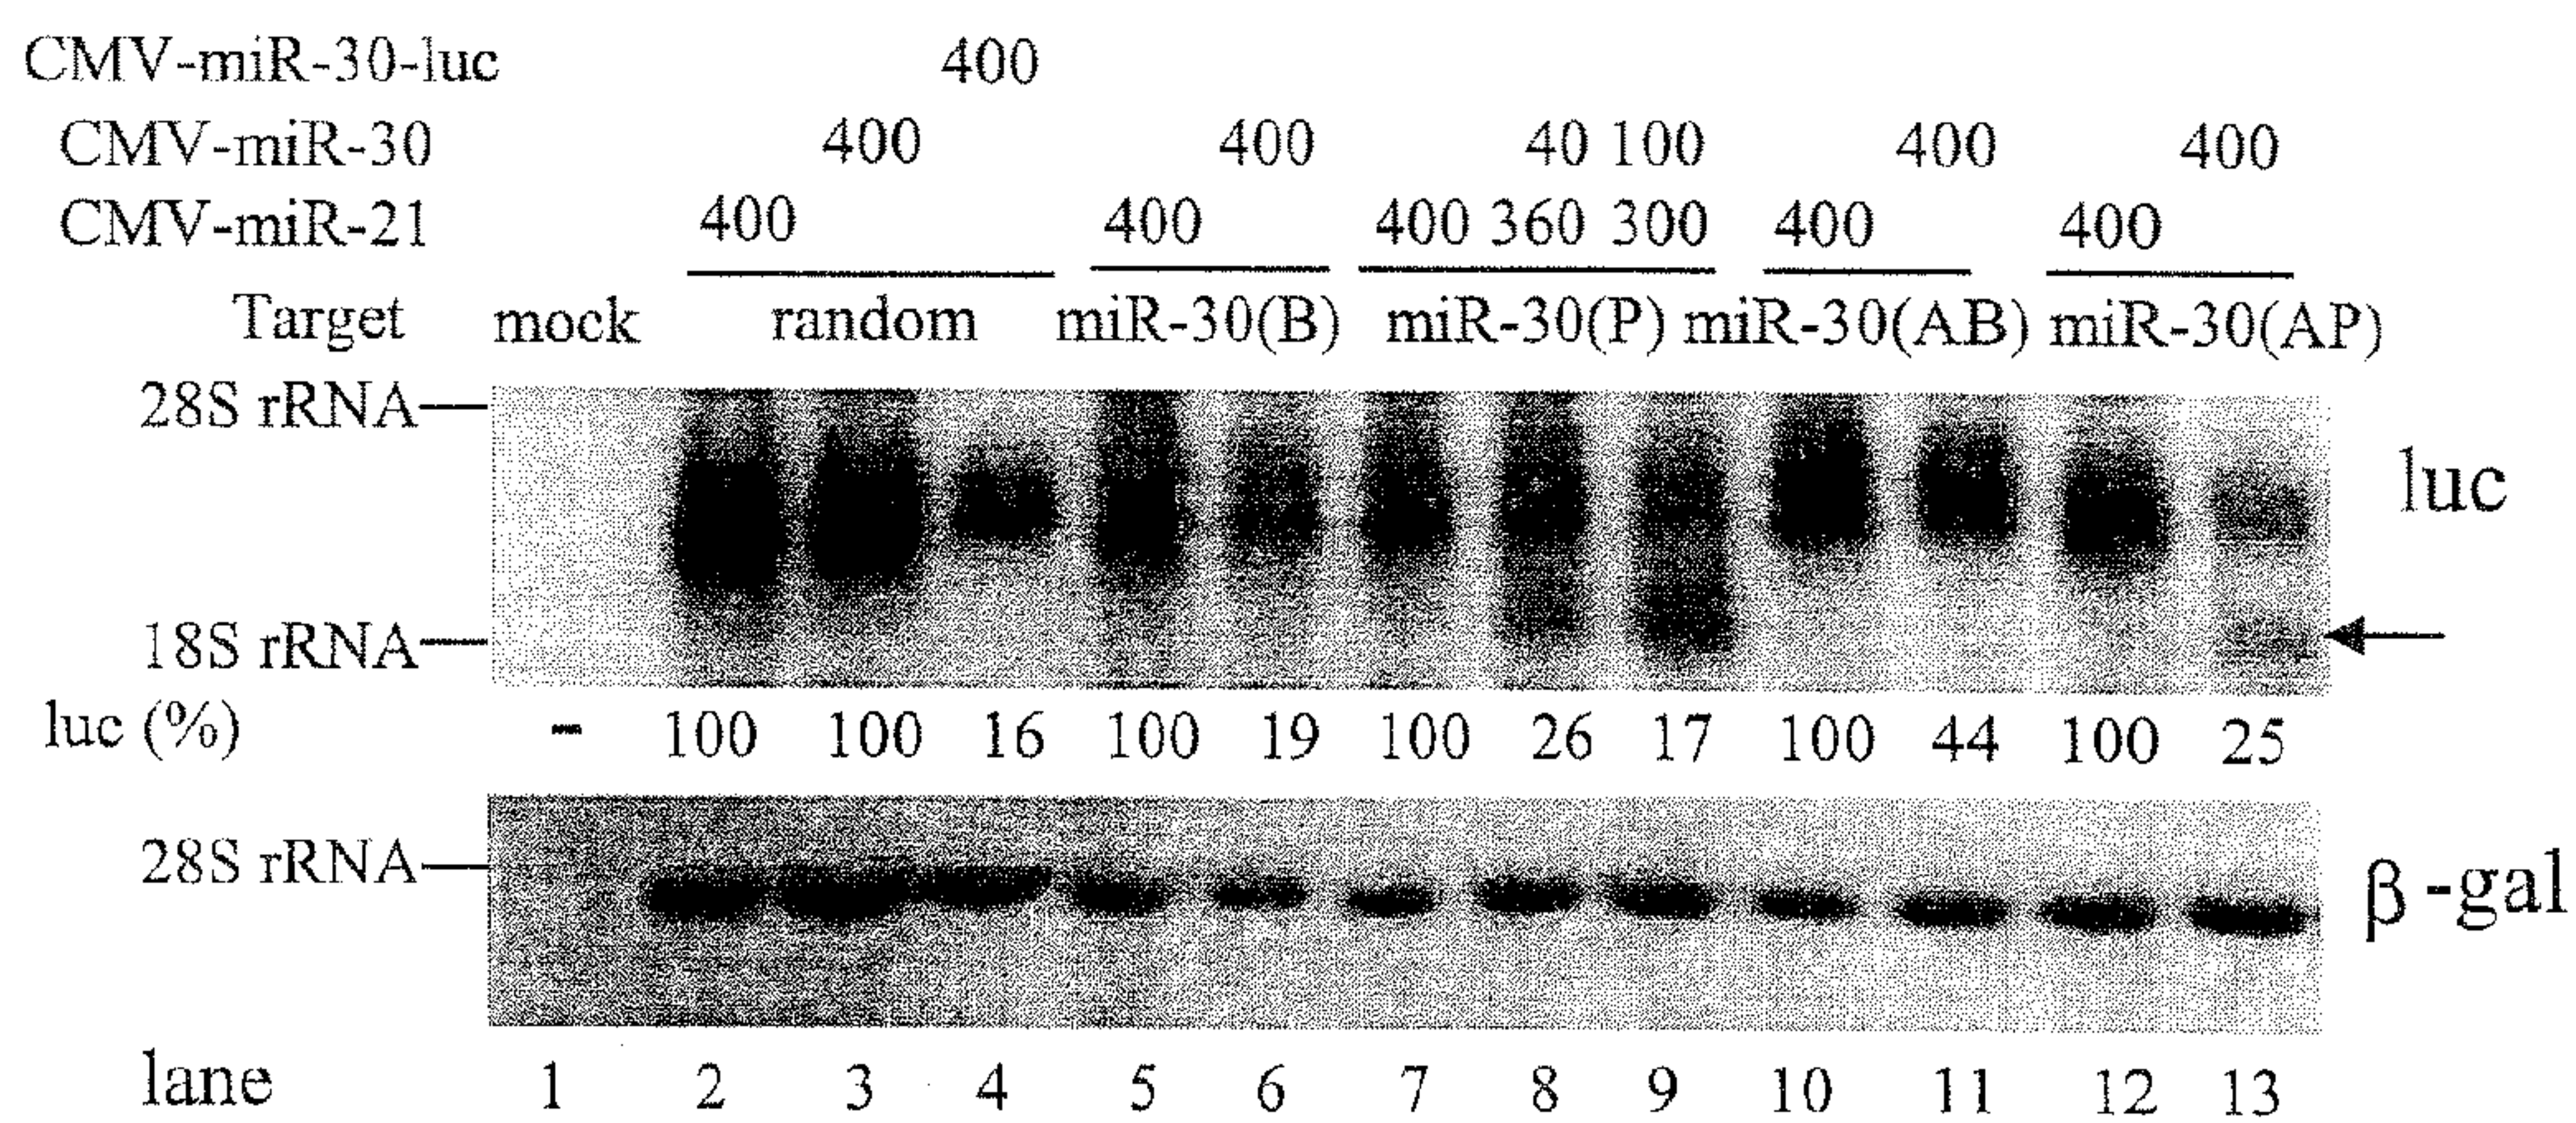 CMV-miR-30-luc 400
CMV-miR-30 400 400 40 100 400 400
CMV-miR-21 400 400 400 360 300 400 400
Target mock random miR-30(B) miR-30(P) miR-30(AB) miR-30(AP)
28S rRNA
luc
18S rRNA
luc (%) - 100 100 16 100 19 100 26 17 100 44 100 25
28S rRNA
β-gal
lane 1 2 3 4 5 6 7 8 9 10 11 12 13